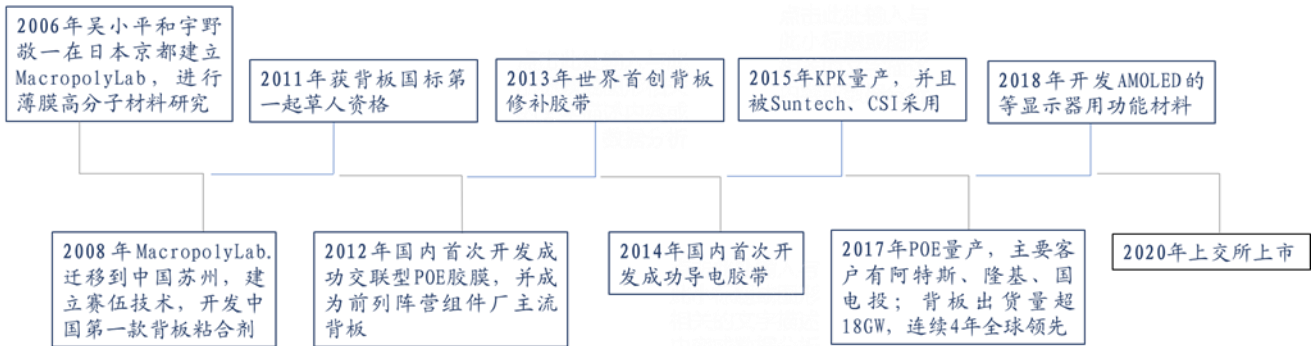 2006年吴小平和宇野
敬一在日本京都建立
MacropolyLab，进行
薄膜高分子材料研究
2011年获背板国标第
一起草人资格
2013年世界首创背板
修补胶带
2015年KPK量产，并且
被Suntech、CSI采用
2018年开发AMOLED的
等显示器用功能材料
2008年MacropolyLab.
迁移到中国苏州，建
立赛伍技术，开发中
国第一款背板粘合剂
2012年国内首次开发成
功交联型POE胶膜，并成
为前列阵营组件厂主流
背板
2014年国内首次开
发成功导电胶带
2017年POE量产，主要客
户有阿特斯、隆基、国
电投；背板出货量超
18GW，连续4年全球领先
2020年上交所上市